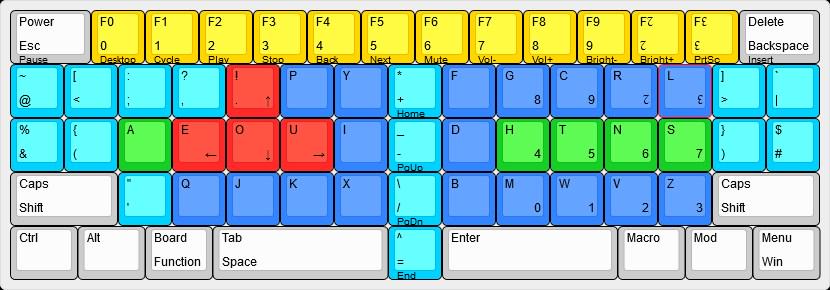 Power F0 F1 F2 F3 F4 F5 F6 F7 F8 F9 F↊ F↋ Delete
Esc 0 1 2 3 4 5 6 7 8 9 ↊ ↋ Backspace
Pause Desktop Cycle Play Stop Back Next Mute Vol- Vol+ Bright- Bright+ PrtSc Insert
~ [ : ? ! P Y * F G C R L ] `
@ < ; , . ↑ + 8 9 ↊ ↋ > |
Home
% { A E O U I _ D H T N S } $
& ( ← ↓ → - 4 5 6 7 ) #
PgUp
Caps " Q J K X \ B M W V Z Caps
Shift ' / 0 1 2 3 Shift
PgDn
Ctrl Alt Board Tab ^ Enter Macro Mod Menu
Function Space = Win
End